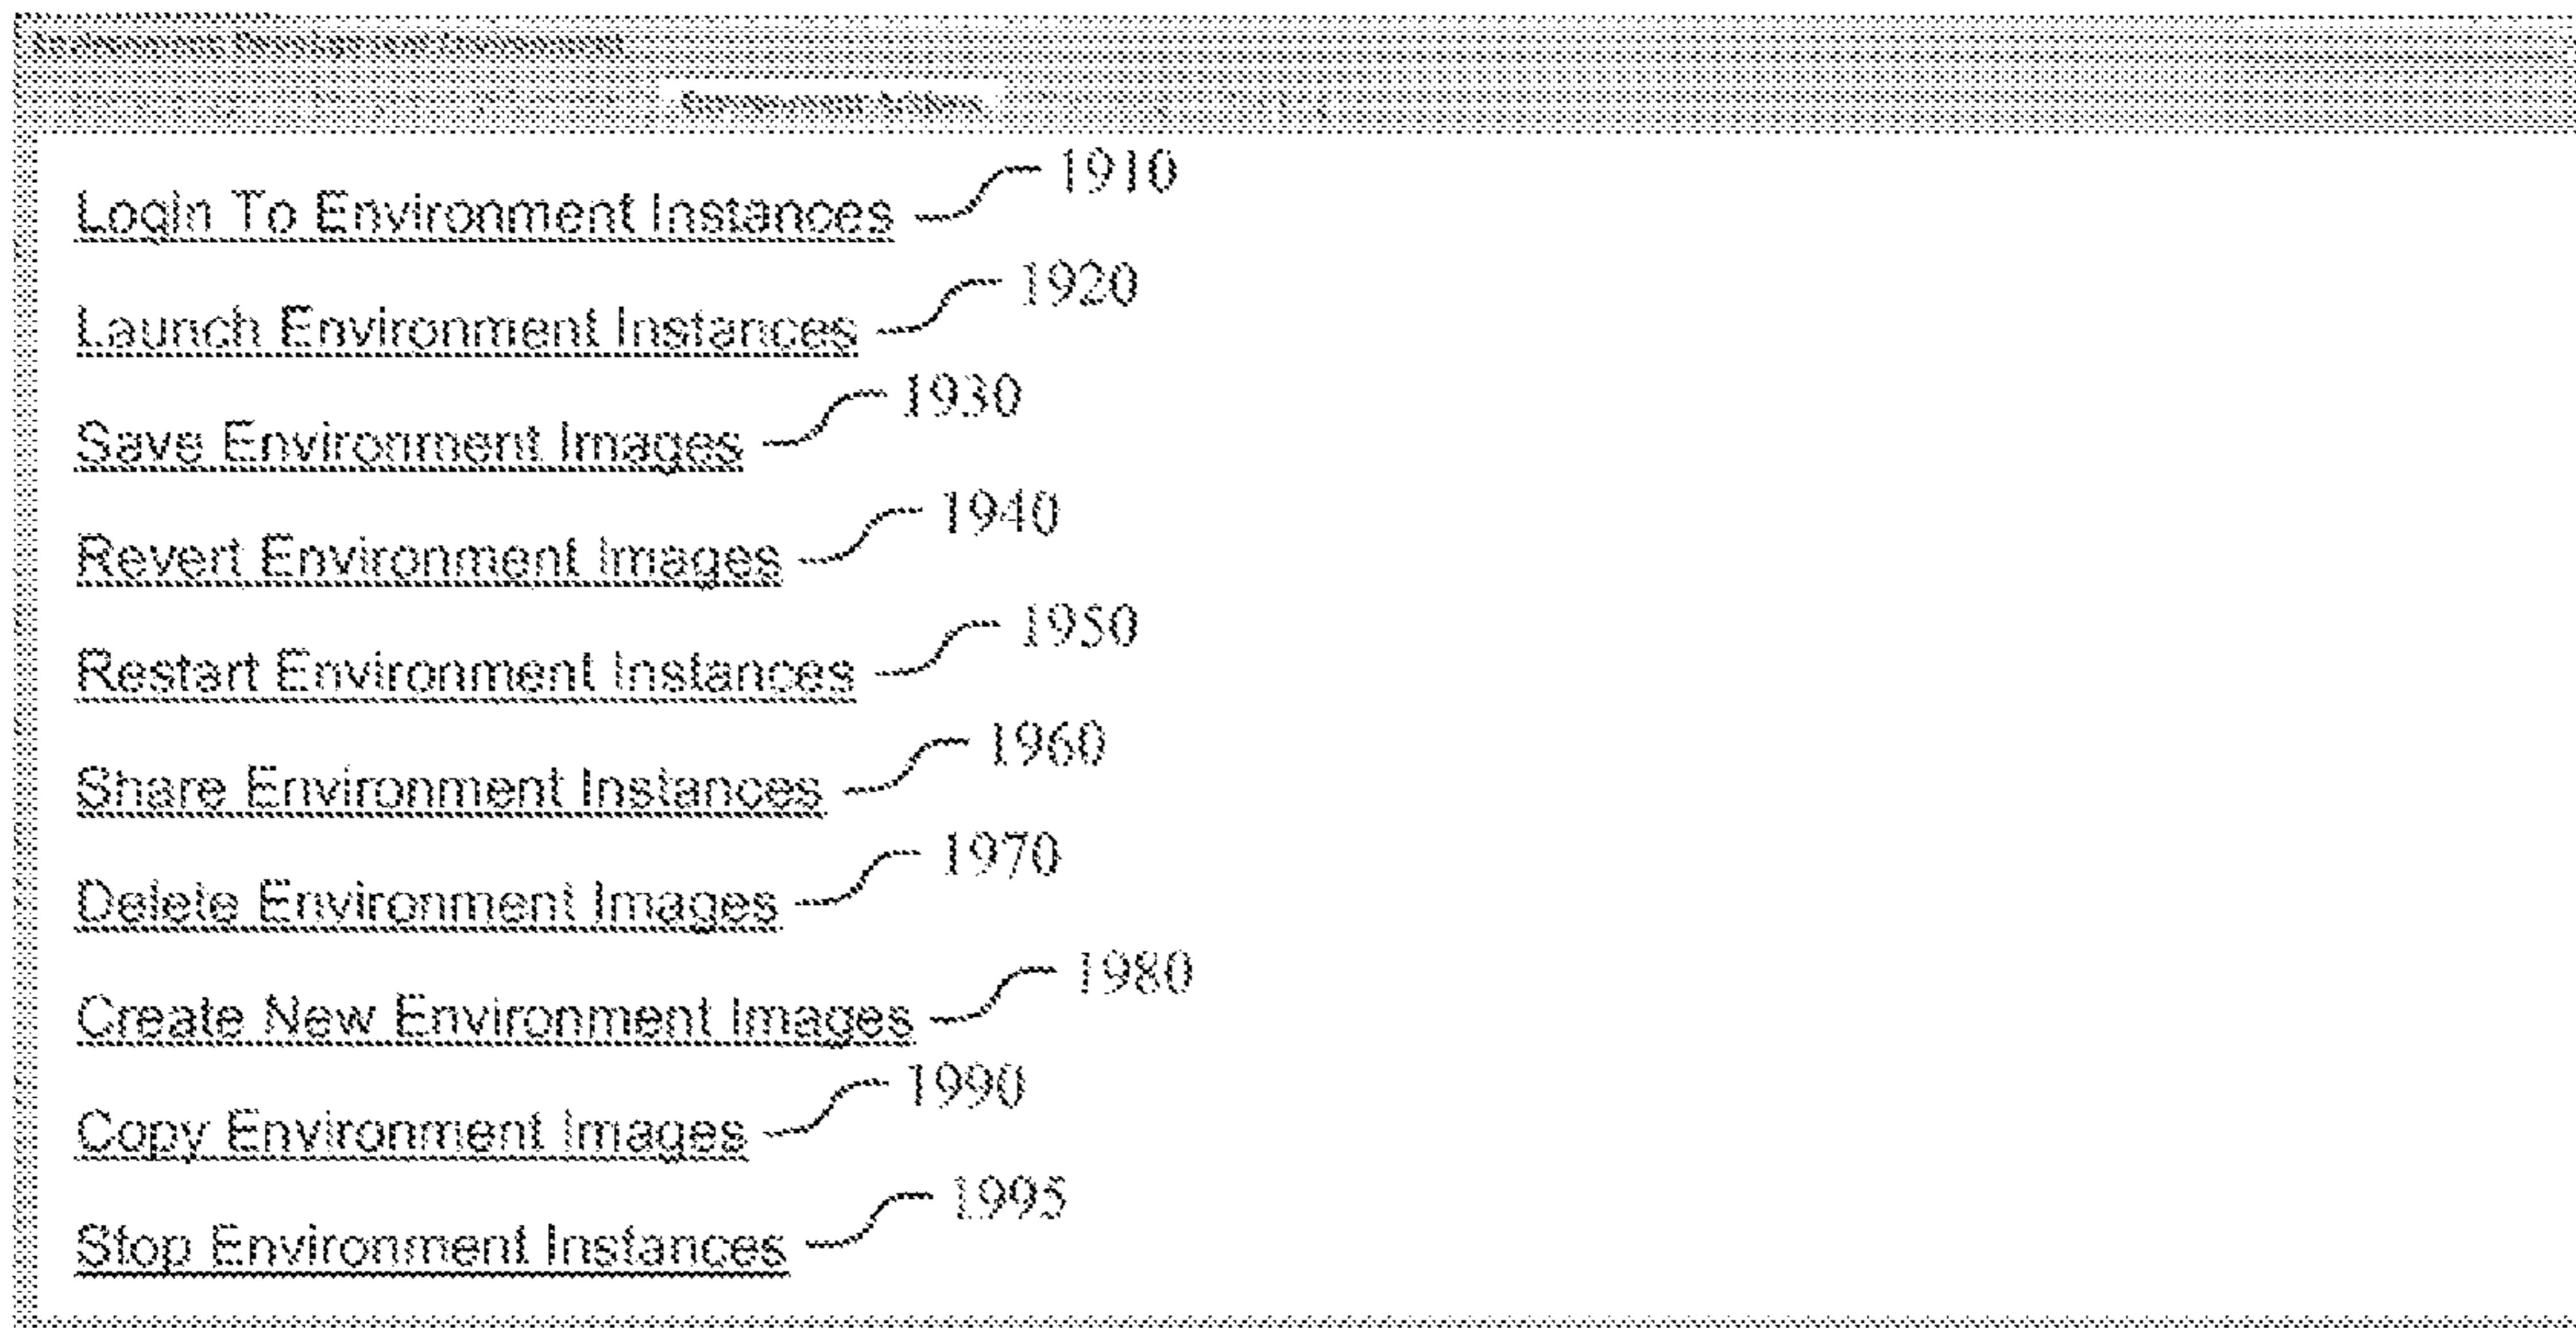 Environment Actions
Login To Environment Instances 1910
Launch Environment Instances 1920
Save Environment Images 1930
Revert Environment Images 1940
Restart Environment Instances 1950
Share Environment Instances 1960
Delete Environment Images 1970
Create New Environment Images 1980
Copy Environment Images 1990
Stop Environment Instances 1995